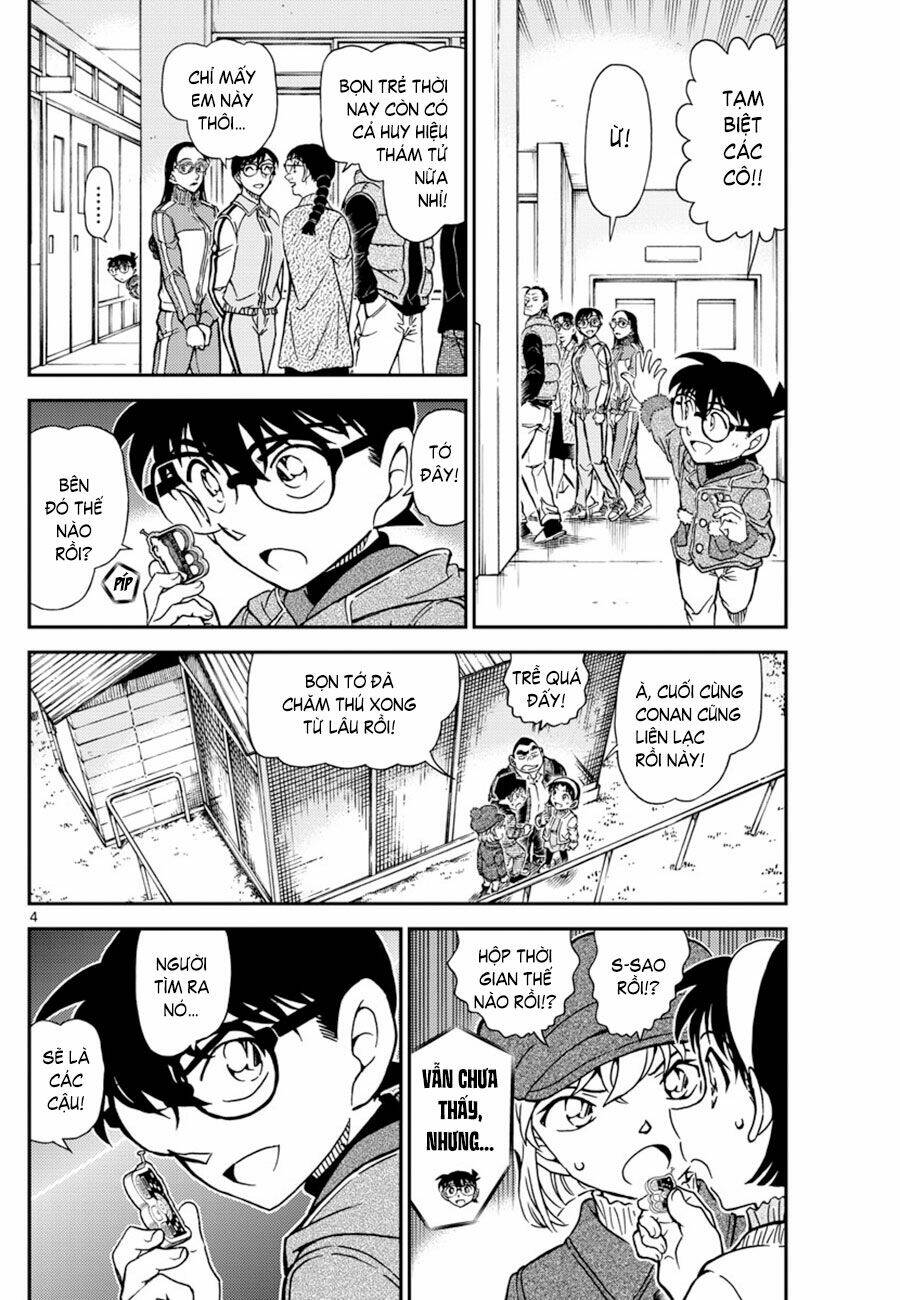 TẠM
BIỆT
CÁC
CÔ!!
Ừ!
BỌN TRẺ THỜI
NAY CÒN CÓ
CẢ HUY HIỆU
THÁM TỬ
NỮA
NHỈ!
CHỈ MẤY
EM NÀY
THÔI...
......
TỚ
ĐÂY!
BÊN
ĐÓ THẾ
NÀO
RỒI?
PÍP
À, CUỐI CÙNG
CONAN CŨNG
LIÊN LẠC
RỒI NÀY!
TRỄ QUÁ
ĐẤY!
BỌN TỚ ĐÃ
CHĂM THÚ XONG
TỪ LÂU RỒI!
4
S-SAO
RỒI!?
HỘP THỜI
GIAN THẾ
NÀO RỒI!?
VẪN CHƯA
THẤY,
NHƯNG...
NGƯỜI
TÌM RA
NÓ...
SẼ LÀ
CÁC
CẬU!